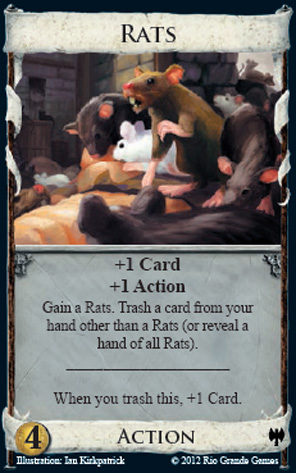 RATS
+1 Card
+1 Action
Gain a Rats. Trash a card from your
hand other than a Rats (or reveal a
hand of all Rats).
When you trash this, +1 Card.
4
ACTION
Illustration: Ian Kirkpatrick
© 2012 Rio Grande Games